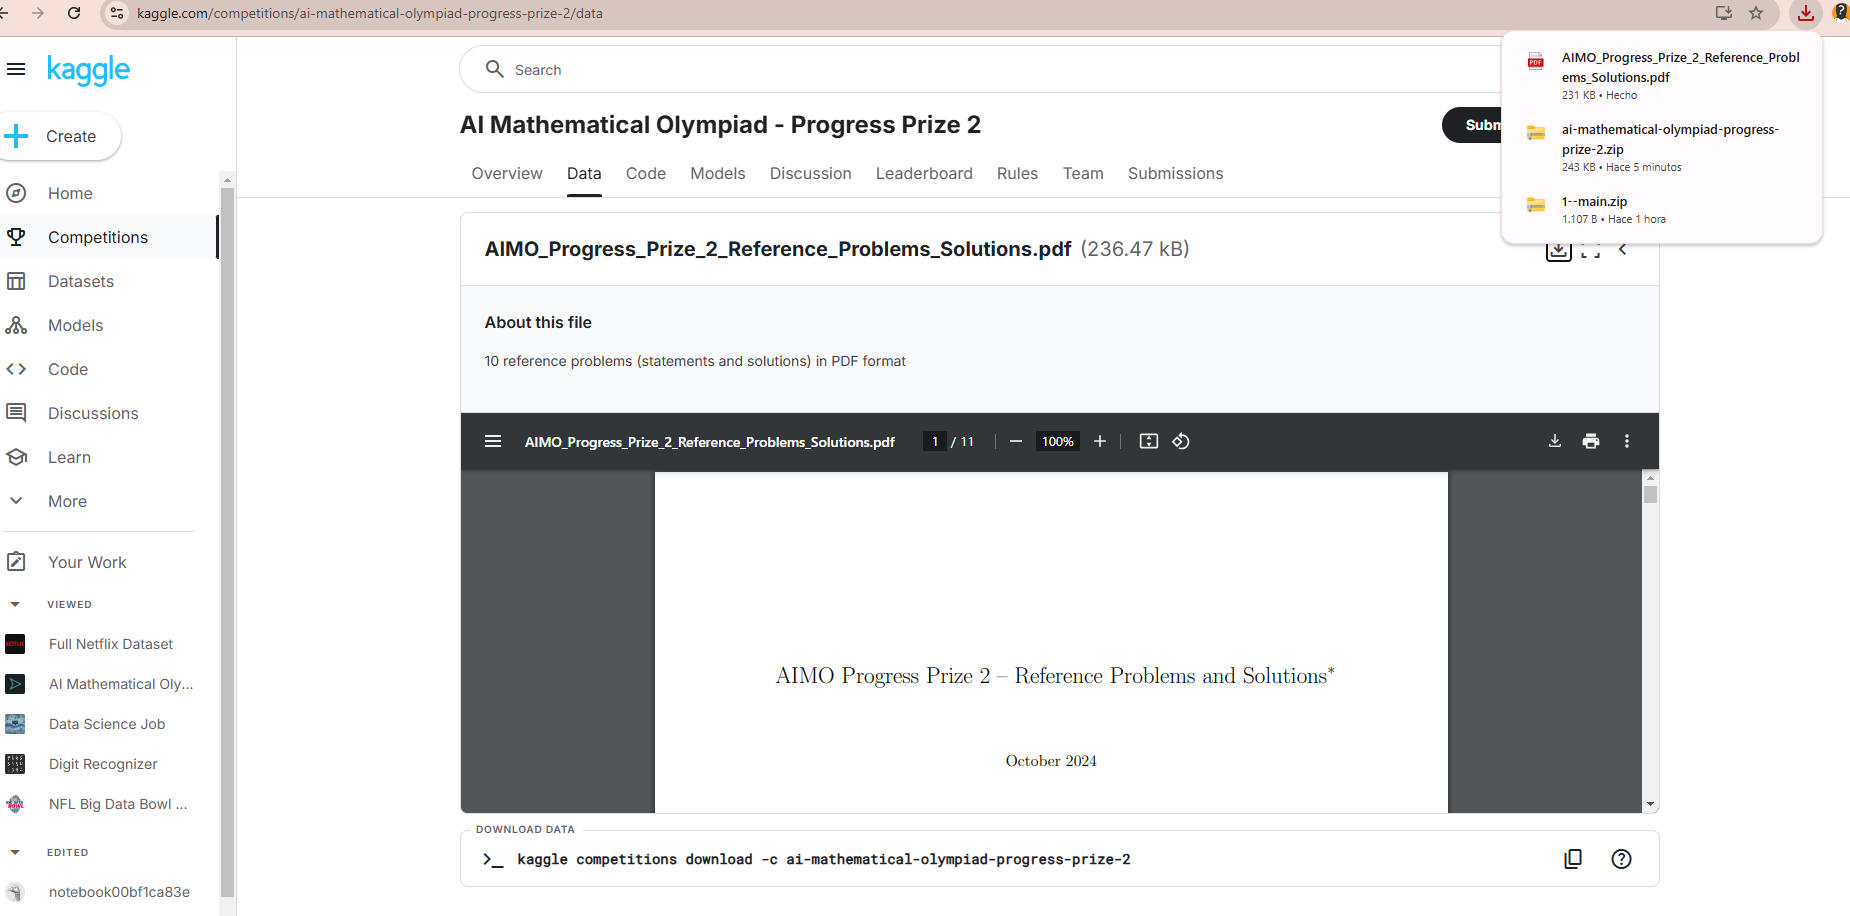 kaggle.com/competitions/ai-mathematical-olympiad-progress-prize-2/data
kaggle
Search
Create
Home
Competitions
Datasets
Models
Code
Discussions
Learn
More
Your Work
VIEWED
Full Netflix Dataset
AI Mathematical Oly...
Data Science Job
Digit Recognizer
NFL Big Data Bowl ...
EDITED
notebook00bf1ca83e
AI Mathematical Olympiad - Progress Prize 2
Subm
Overview
Data
Code
Models
Discussion
Leaderboard
Rules
Team
Submissions
AIMO_Progress_Prize_2_Reference_Probl
ems_Solutions.pdf
231 KB • Hecho
ai-mathematical-olympiad-progress-
prize-2.zip
243 KB • Hace 5 minutos
1--main.zip
1.107 B • Hace 1 hora
AIMO_Progress_Prize_2_Reference_Problems_Solutions.pdf (236.47 kB)
About this file
10 reference problems (statements and solutions) in PDF format
AIMO_Progress_Prize_2_Reference_Problems_Solutions.pdf
1 / 11
100%
AIMO Progress Prize 2 – Reference Problems and Solutions*
October 2024
DOWNLOAD DATA
kaggle competitions download -c ai-mathematical-olympiad-progress-prize-2